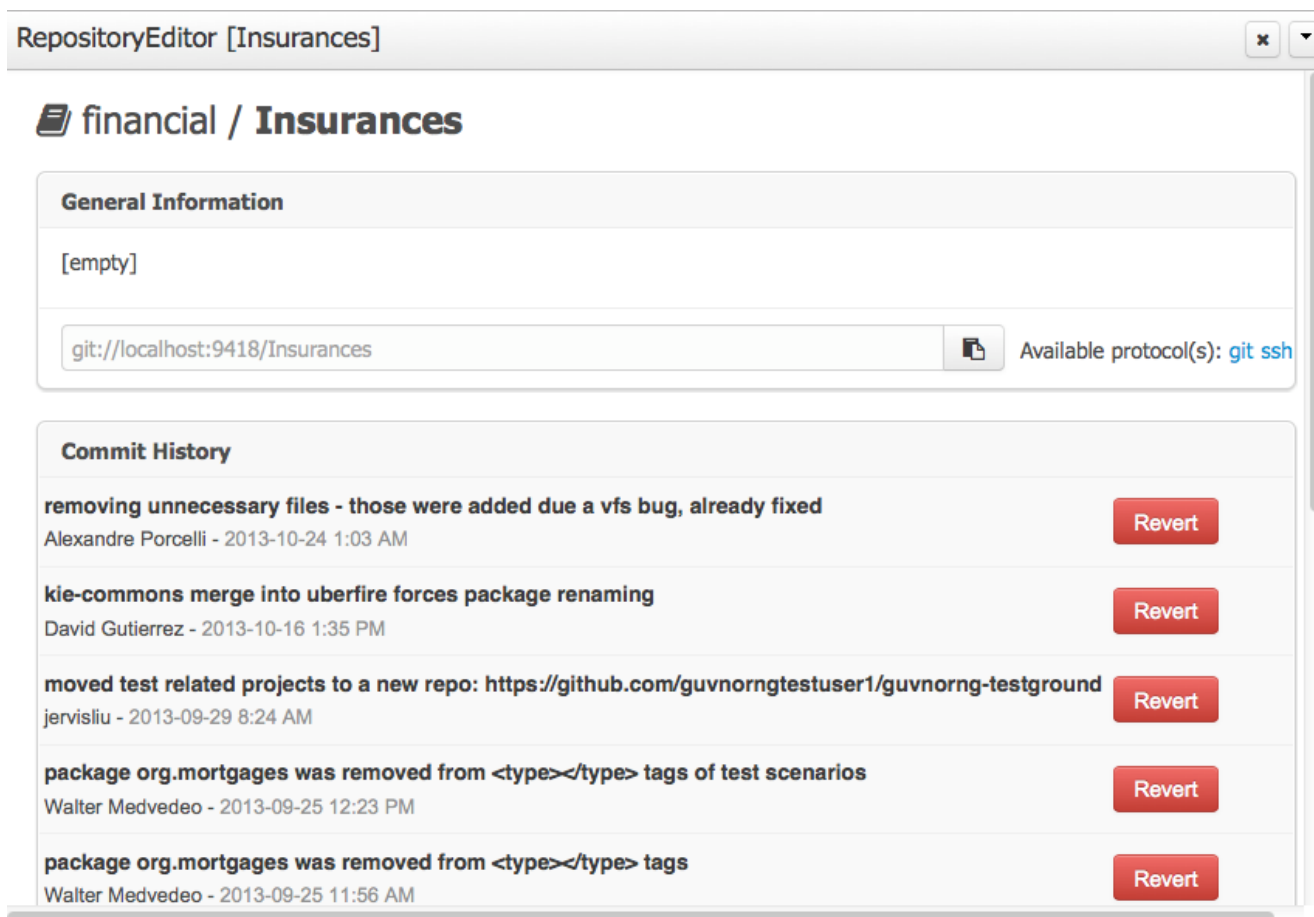 RepositoryEditor [Insurances]
financial / Insurances
General Information
[empty]
git://localhost:9418/Insurances
Available protocol(s): git ssh
Commit History
removing unnecessary files - those were added due a vfs bug, already fixed
Alexandre Porcelli - 2013-10-24 1:03 AM
Revert
kie-commons merge into uberfire forces package renaming
David Gutierrez - 2013-10-16 1:35 PM
Revert
moved test related projects to a new repo: https://github.com/guvnorngtestuser1/guvnorng-testground
jervisliu - 2013-09-29 8:24 AM
Revert
package org.mortgages was removed from <type></type> tags of test scenarios
Walter Medvedeo - 2013-09-25 12:23 PM
Revert
package org.mortgages was removed from <type></type> tags
Walter Medvedeo - 2013-09-25 11:56 AM
Revert